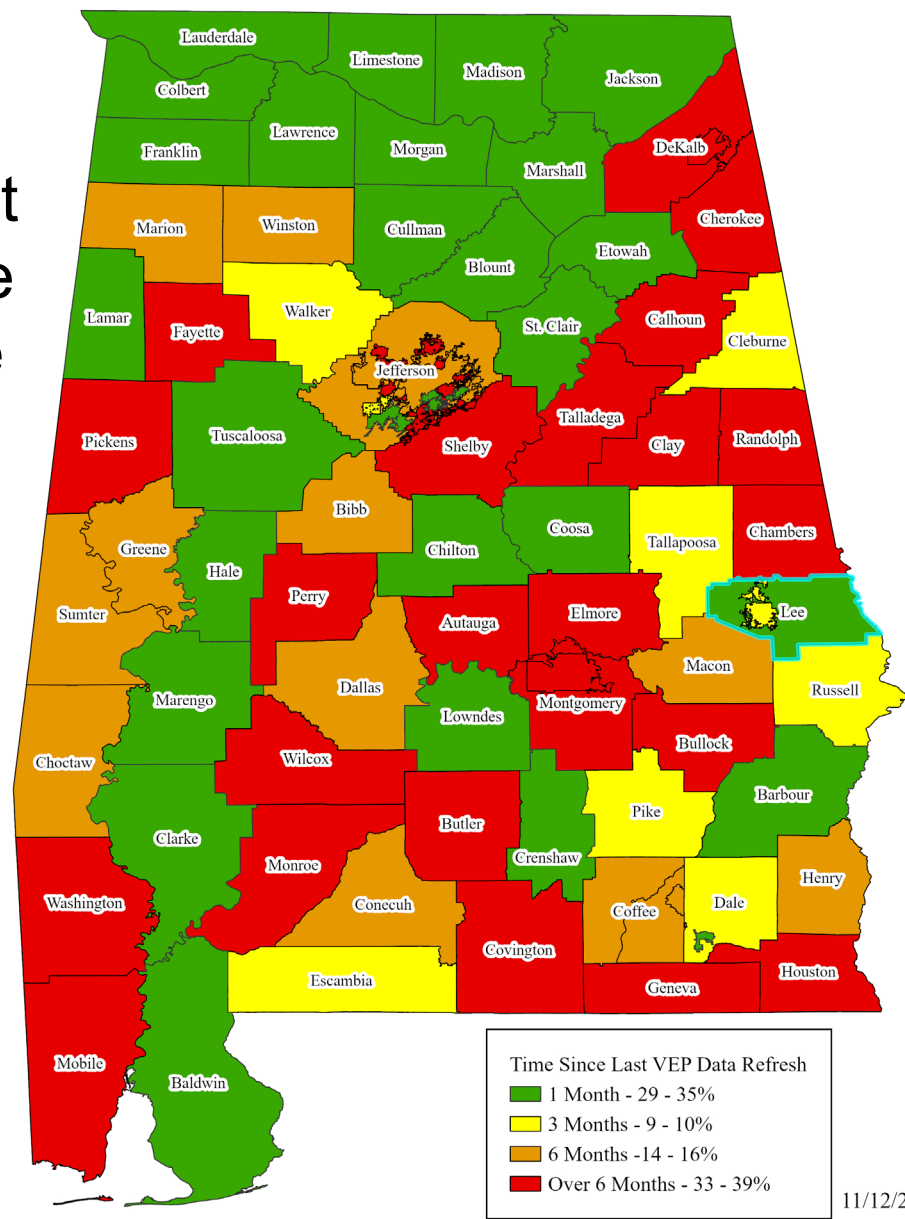 Lauderdale
Limestone
Madison
Jackson
Colbert
Lawrence
Franklin
Morgan
Marshall
DeKalb
t
Marion
Winston
Cullman
Cherokee
Etowah
Blount
e
Lamar
Walker
St. Clair
Calhoun
Fayette
Cleburne
e
Jefferson
Talladega
Pickens
Tuscaloosa
Shelby
Clay
Randolph
Bibb
Coosa
Chambers
Greene
Chilton
Tallapoosa
Hale
Perry
Sumter
Autauga
Elmore
Lee
Macon
Dallas
Russell
Marengo
Montgomery
Lowndes
Bullock
Choctaw
Wilcox
Barbour
Pike
Clarke
Butler
Crenshaw
Monroe
Henry
Washington
Conecuh
Coffee
Dale
Covington
Houston
Escambia
Geneva
Mobile
Baldwin
Time Since Last VEP Data Refresh
1 Month - 29 - 35%
3 Months - 9 - 10%
6 Months -14 - 16%
Over 6 Months - 33 - 39%
11/12/2